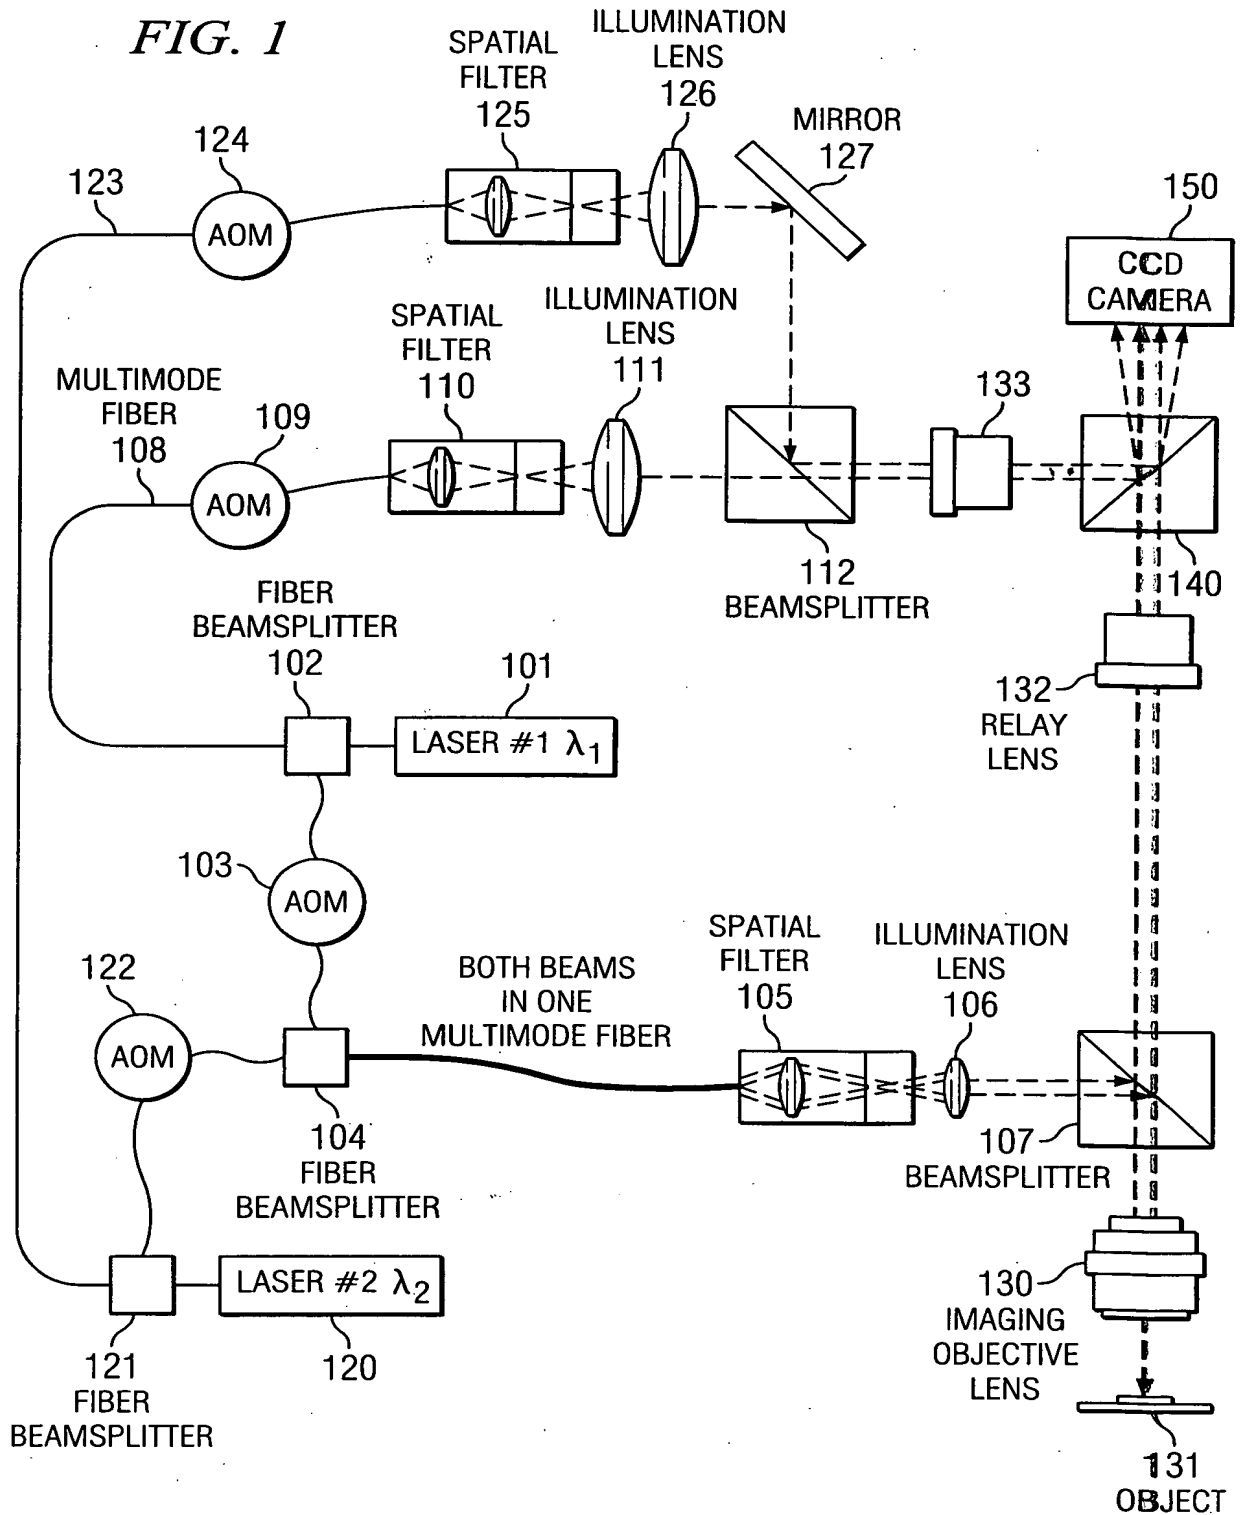 FIG. 1
SPATIAL
FILTER
125
ILLUMINATION
LENS
126
MIRROR
127
124
123
AOM
150
CCD
CAMERA
SPATIAL
FILTER
110
ILLUMINATION
LENS
111
MULTIMODE
FIBER
108
109
AOM
133
112
BEAMSPLITTER
140
FIBER
BEAMSPLITTER
102
101
LASER #1 λ1
132
RELAY
LENS
103
AOM
122
AOM
BOTH BEAMS
IN ONE
MULTIMODE FIBER
SPATIAL
FILTER
105
ILLUMINATION
LENS
106
104
FIBER
BEAMSPLITTER
107
BEAMSPLITTER
LASER #2 λ2
120
121
FIBER
BEAMSPLITTER
130
IMAGING
OBJECTIVE
LENS
131
OBJECT